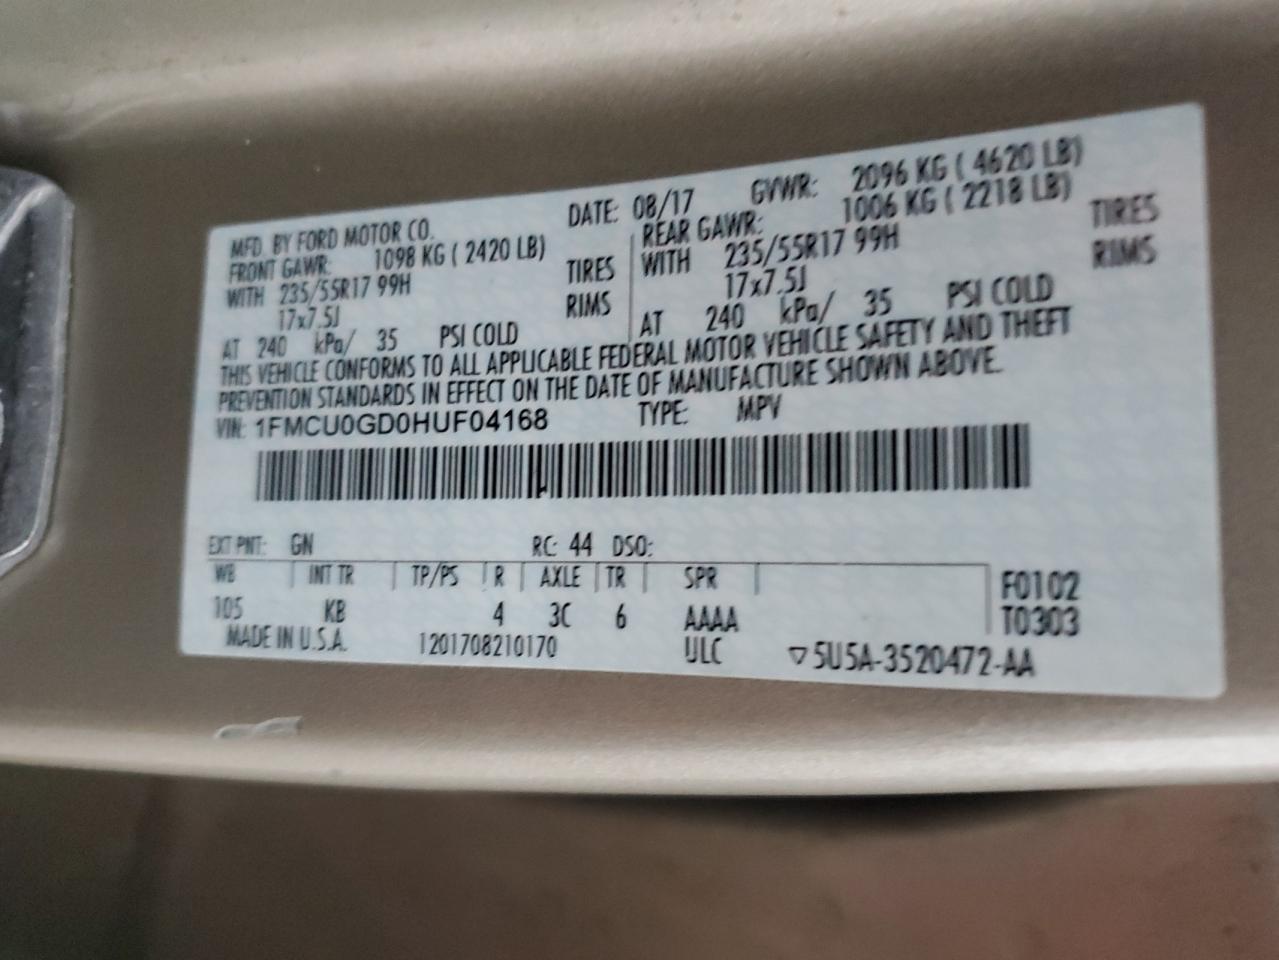 MFD. BY FORD MOTOR CO. DATE: 08/17 GVWR: 2096 KG ( 4620 LB)
FRONT GAWR: 1098 KG ( 2420 LB) REAR GAWR: 1006 KG ( 2218 LB)
WITH 235/55R17 99H TIRES WITH 235/55R17 99H TIRES
17x7.5J RIMS 17x7.5J RIMS
AT 240 kPa/ 35 PSI COLD AT 240 kPa/ 35 PSI COLD
THIS VEHICLE CONFORMS TO ALL APPLICABLE FEDERAL MOTOR VEHICLE SAFETY AND THEFT
PREVENTION STANDARDS IN EFFECT ON THE DATE OF MANUFACTURE SHOWN ABOVE.
VIN: 1FMCU0GD0HUF04168 TYPE: MPV
EXT PNT: GN RC: 44 DSO:
WB INT TR TP/PS R AXLE TR SPR F0102
105 KB 4 3C 6 AAAA T0303
MADE IN U.S.A. 1201708210170 ULC ▽5U5A-3520472-AA